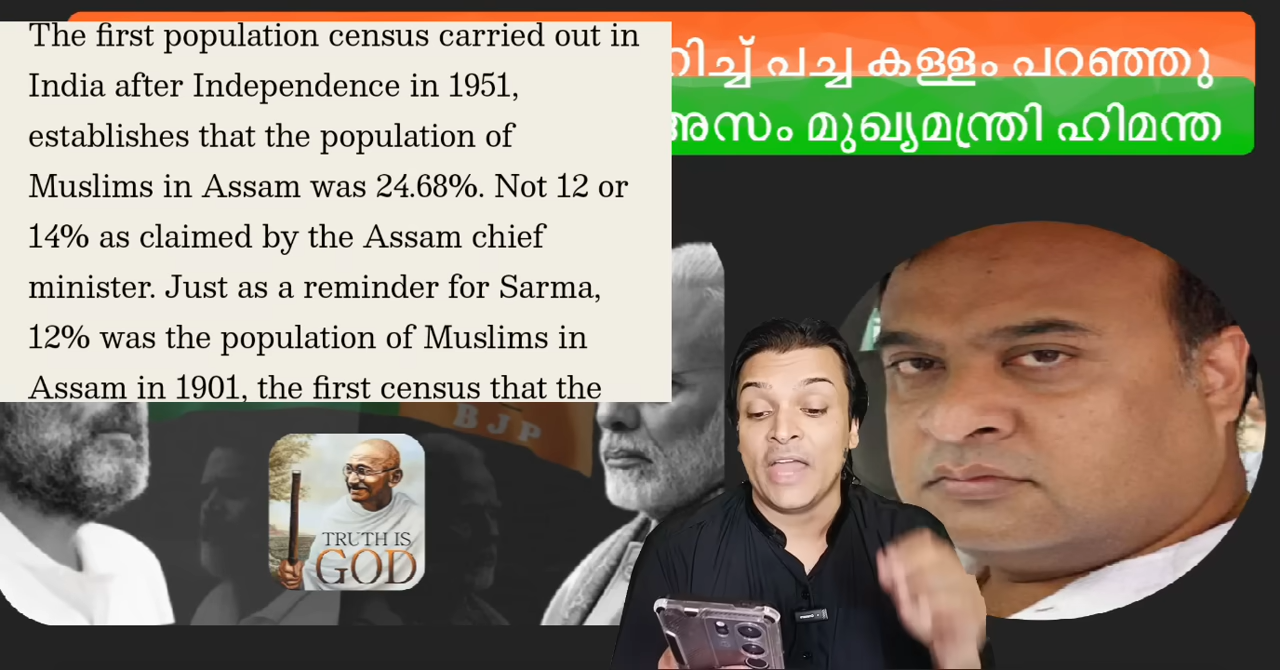 The first population census carried out in
India after Independence in 1951,
establishes that the population of
Muslims in Assam was 24.68%. Not 12 or
14% as claimed by the Assam chief
minister. Just as a reminder for Sarma,
12% was the population of Muslims in
Assam in 1901, the first census that the
പച്ച കള്ളം പറഞ്ഞു
അസം മുഖ്യമന്ത്രി ഹിമന്ത
BJP
TRUTH IS
GOD